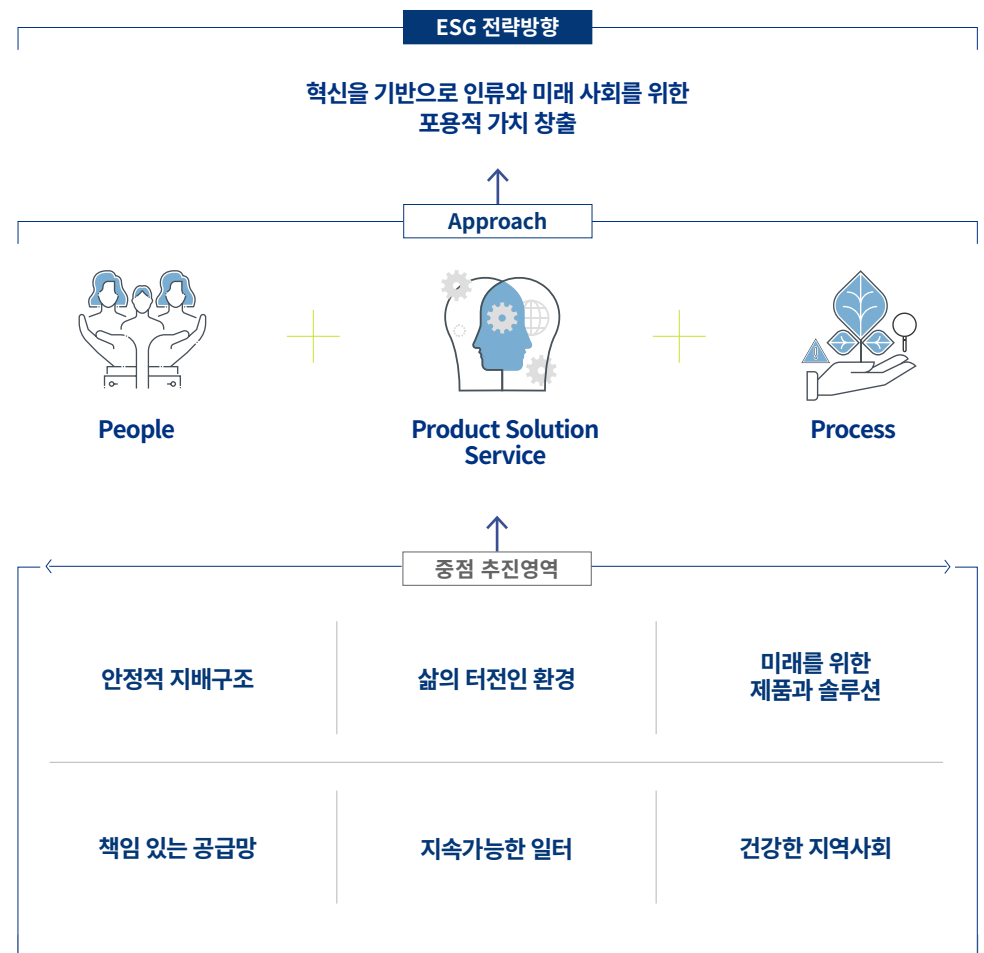 ESG 전략방향
혁신을 기반으로 인류와 미래 사회를 위한
포용적 가치 창출
Approach
People
Product Solution
Service
Process
중점 추진영역
안정적 지배구조
삶의 터전인 환경
미래를 위한
제품과 솔루션
책임 있는 공급망
지속가능한 일터
건강한 지역사회